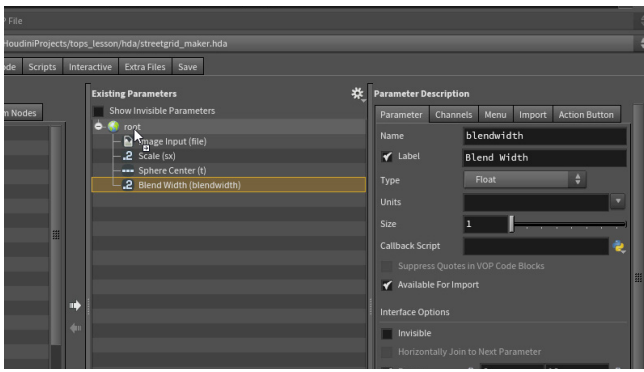 P File
HoudiniProjects/tops_lesson/hda/streetgrid_maker.hda
ode Scripts Interactive Extra Files Save
Existing Parameters
m Nodes
Show Invisible Parameters
root
Image Input (file)
.2 Scale (sx)
Sphere Center (t)
.2 Blend Width (blendwidth)
Parameter Description
Parameter Channels Menu Import Action Button
Name blendwidth
Label Blend Width
Type Float
Units
Size 1
Callback Script
Suppress Quotes in VOP Code Blocks
Available For Import
Interface Options
Invisible
Horizontally Join to Next Parameter